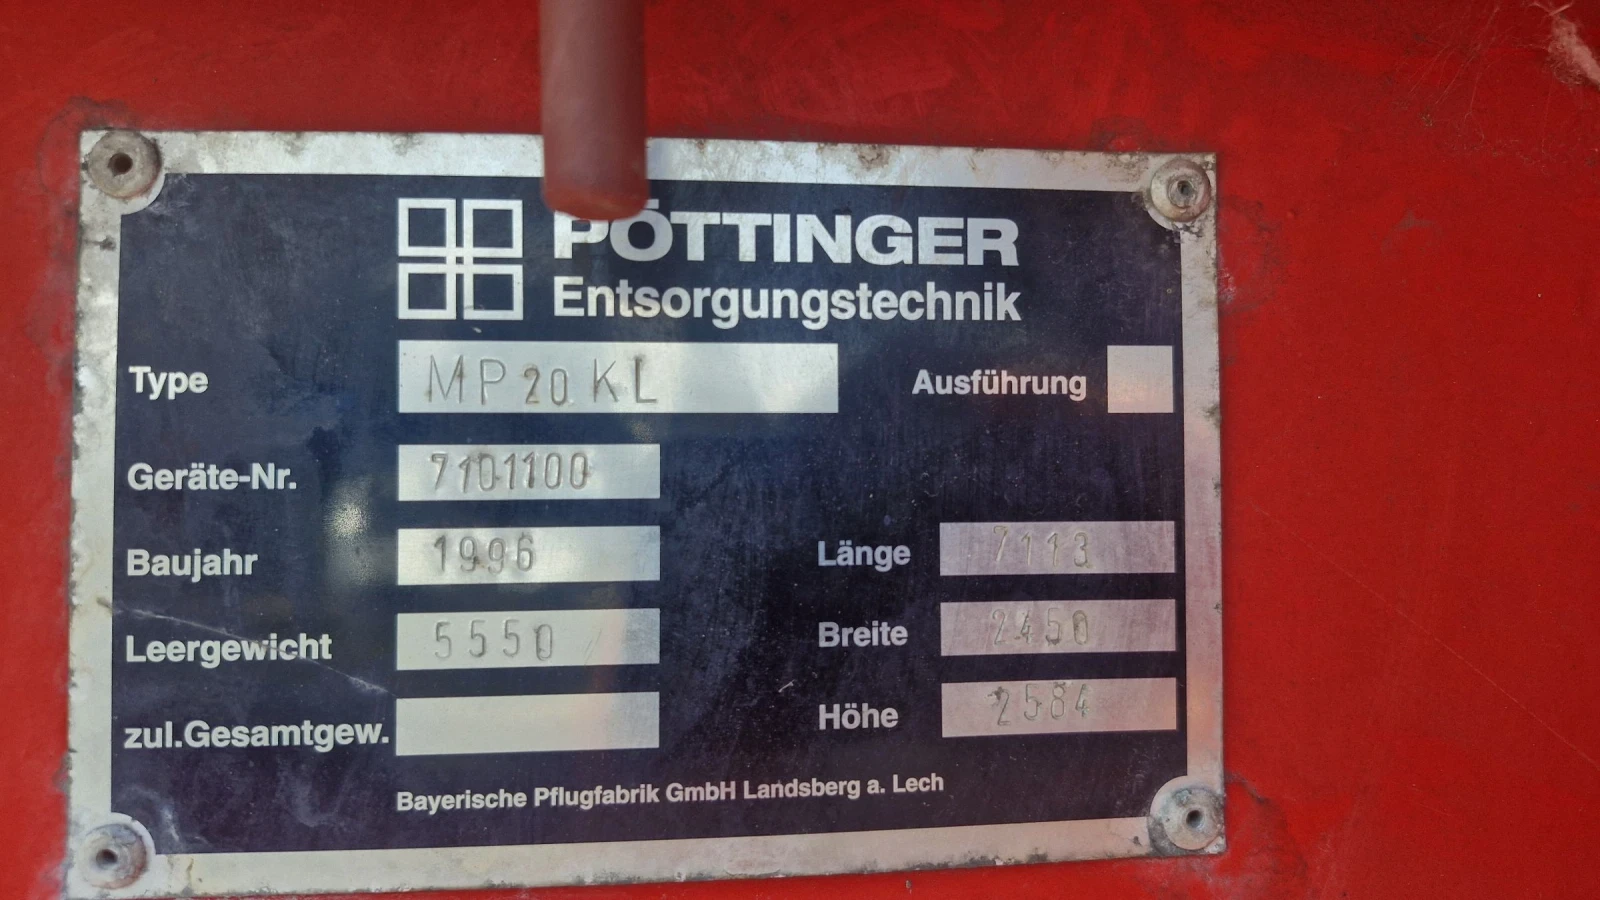 PÖTTINGER
Entsorgungstechnik
Type MP 20 KL Ausführung
Geräte-Nr. 7101100
Baujahr 1996 Länge 7113
Leergewicht 5550 Breite 2450
zul.Gesamtgew. Höhe 2584
Bayerische Pflugfabrik GmbH Landsberg a. Lech